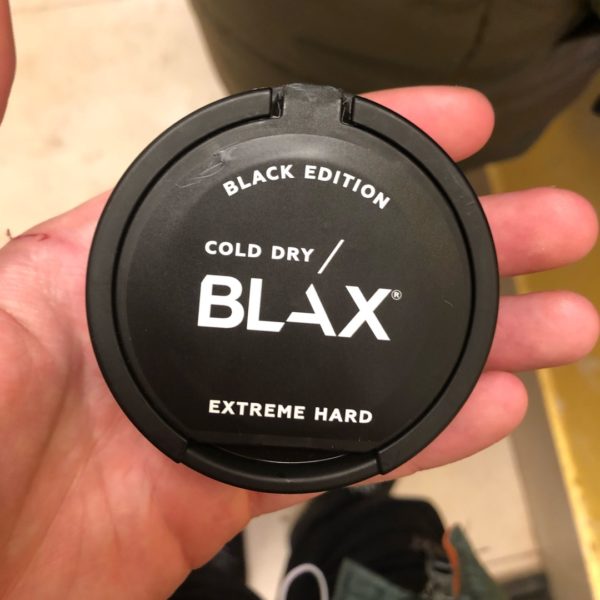 BLACK EDITION
COLD DRY /
BLAX®
EXTREME HARD